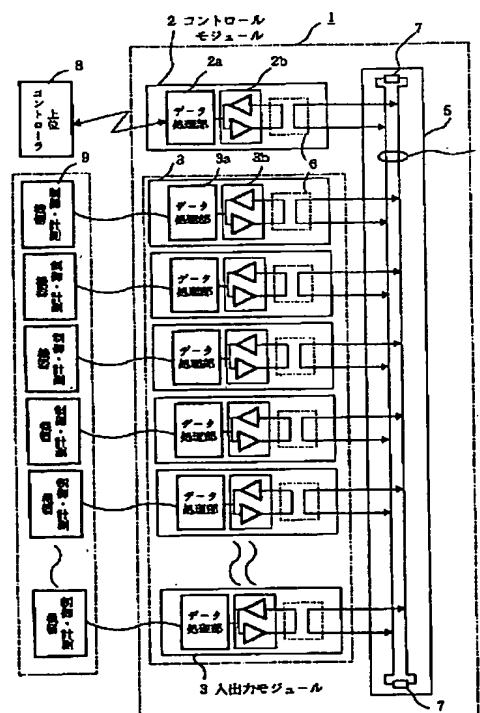 2 コントロール
モジュール
1
2a
2b
7
8
上位
コントローラ
データ
処理部
5
9
3
3a
3b
6
制御・計測
機器
データ
処理部
制御・計測
機器
データ
処理部
制御・計測
機器
データ
処理部
制御・計測
機器
データ
処理部
制御・計測
機器
データ
処理部
制御・計測
機器
データ
処理部
3 入出力モジュール
7